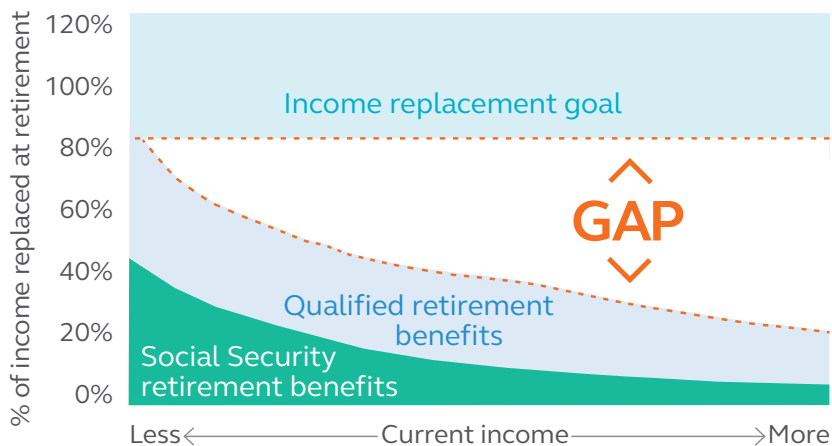 % of income replaced at retirement
120%
100%
80%
60%
40%
20%
0%
Income replacement goal
GAP
Qualified retirement
benefits
Social Security
retirement benefits
Less
Current income
More